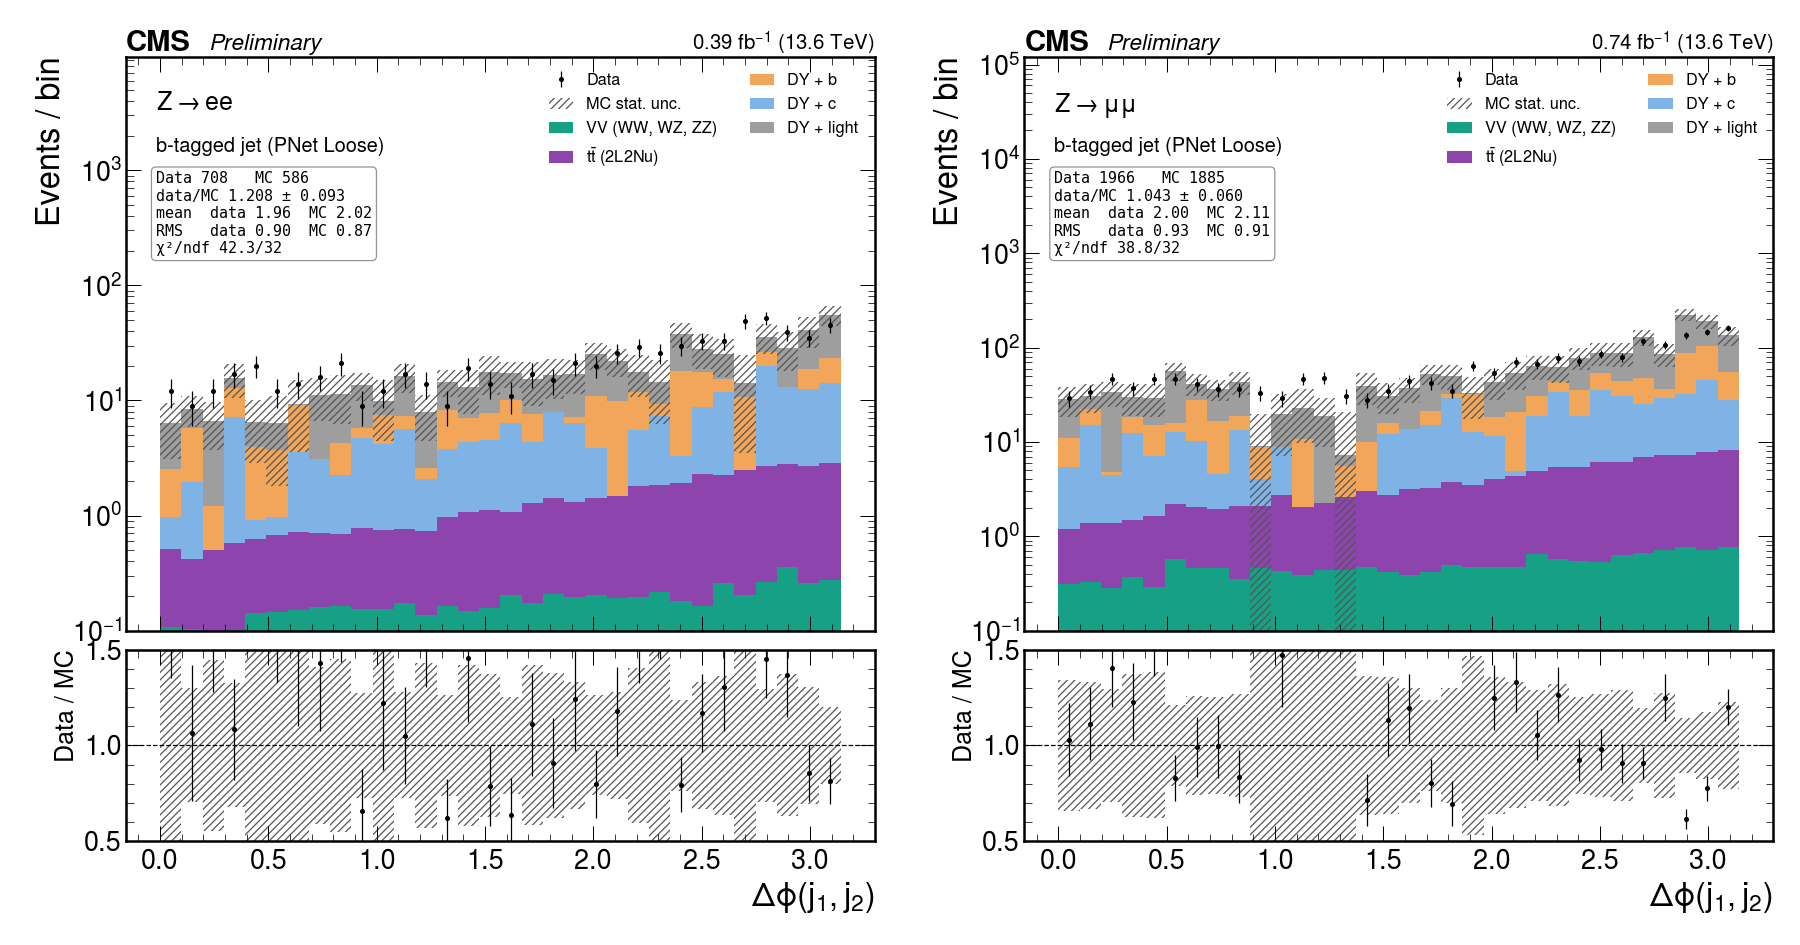 CMS Preliminary 0.39 fb⁻¹ (13.6 TeV)
Events / bin
Z → ee
b-tagged jet (PNet Loose)
Data 708   MC 586
data/MC 1.208 ± 0.093
mean  data 1.96  MC 2.02
RMS   data 0.90  MC 0.87
χ²/ndf 42.3/32
Data
MC stat. unc.
VV (WW, WZ, ZZ)
tt̄ (2L2Nu)
DY + b
DY + c
DY + light
10³
10²
10¹
10⁰
10⁻¹
Data / MC
1.5
1.0
0.5
0.0 0.5 1.0 1.5 2.0 2.5 3.0
Δϕ(j₁, j₂)
CMS Preliminary 0.74 fb⁻¹ (13.6 TeV)
Events / bin
Z → μμ
b-tagged jet (PNet Loose)
Data 1966   MC 1885
data/MC 1.043 ± 0.060
mean  data 2.00  MC 2.11
RMS   data 0.93  MC 0.91
χ²/ndf 38.8/32
Data
MC stat. unc.
VV (WW, WZ, ZZ)
tt̄ (2L2Nu)
DY + b
DY + c
DY + light
10⁵
10⁴
10³
10²
10¹
10⁰
10⁻¹
Data / MC
1.5
1.0
0.5
0.0 0.5 1.0 1.5 2.0 2.5 3.0
Δϕ(j₁, j₂)